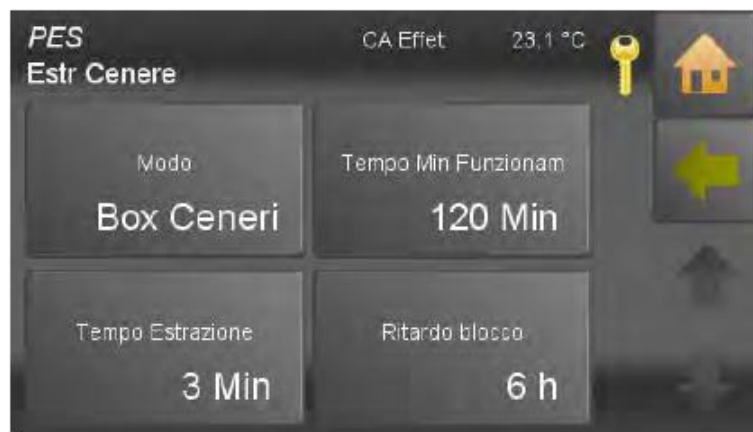 PES CA Effet 23.1 °C
Estr Cenere
Modo
Box Ceneri
Tempo Min Funzionam
120 Min
Tempo Estrazione
3 Min
Ritardo blocco
6 h